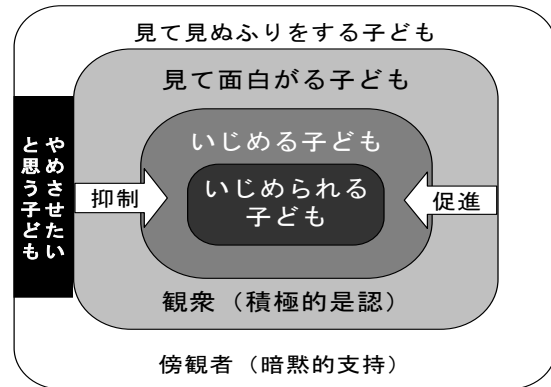 見て見ぬふりをする子ども
見て面白がる子ども
いじめる子ども
いじめられる
子ども
やめさせたい
と思う子ども
抑制
促進
観衆（積極的是認）
傍観者（暗黙的支持）